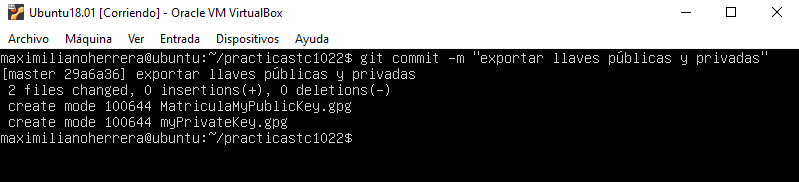 Ubuntu18.01 [Corriendo] - Oracle VM VirtualBox
Archivo Máquina Ver Entrada Dispositivos Ayuda
maximilianoherrera@ubuntu:~/practicastc1022$ git commit -m "exportar llaves públicas y privadas"
[master 29a6a36] exportar llaves públicas y privadas
 2 files changed, 0 insertions(+), 0 deletions(-)
 create mode 100644 MatriculaMyPublicKey.gpg
 create mode 100644 myPrivateKey.gpg
maximilianoherrera@ubuntu:~/practicastc1022$